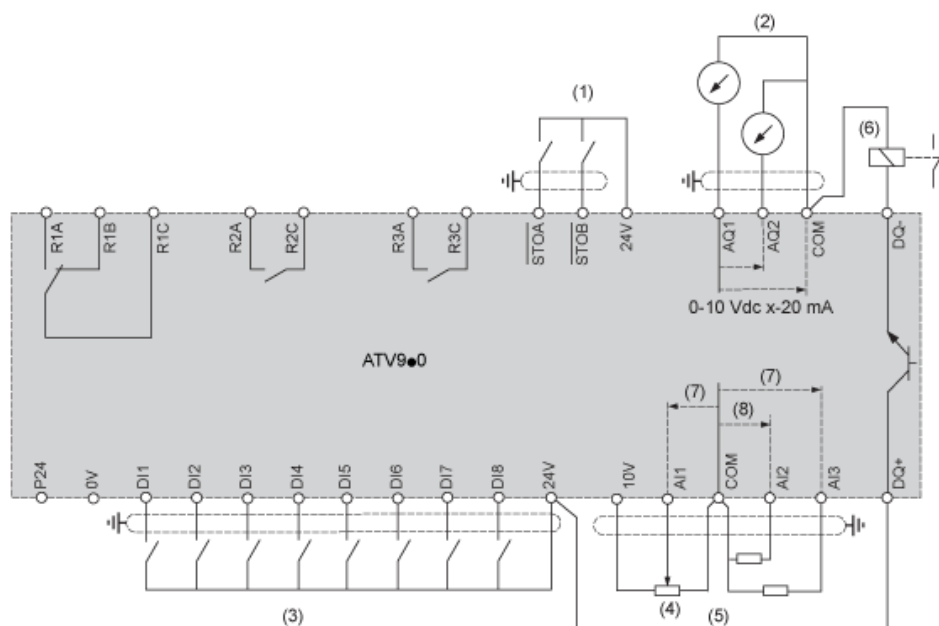 (2)
(1)
(6)
R1A R1B R1C R2A R2C R3A R3C STOA STOB 24V AQ1 AQ2 COM DQ-
0-10 Vdc x-20 mA
ATV9●0
(7)
(7)
(8)
P24 0V DI1 DI2 DI3 DI4 DI5 DI6 DI7 DI8 24V 10V AI1 COM AI2 AI3 DQ+
(3) (4) (5)